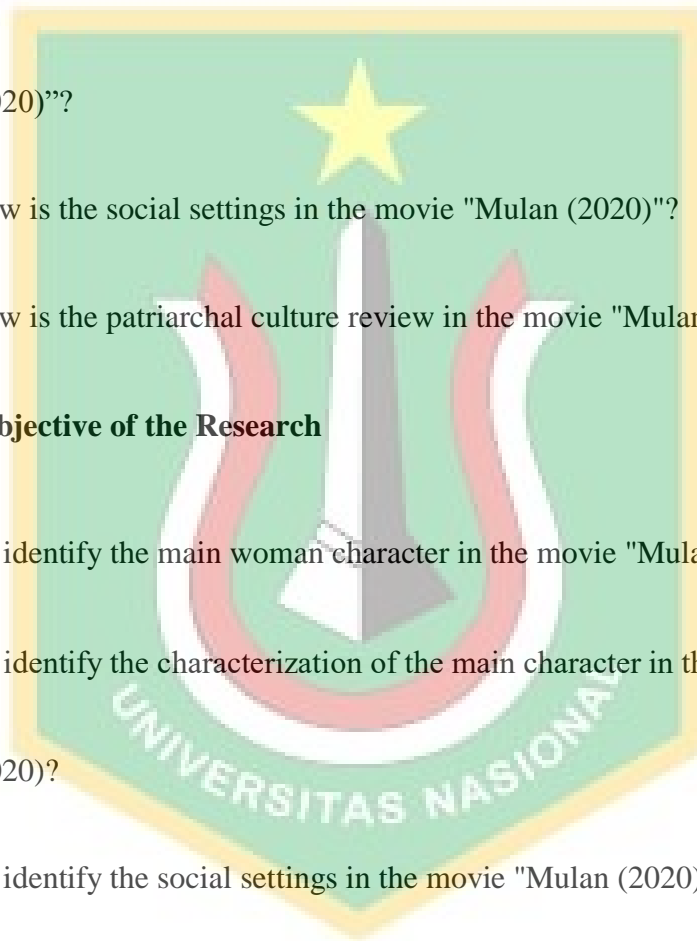 20)”?
w is the social settings in the movie "Mulan (2020)"?
w is the patriarchal culture review in the movie "Mulan
bjective of the Research
identify the main woman character in the movie "Mula
identify the characterization of the main character in th
20)?
identify the social settings in the movie "Mulan (2020)
UNIVERSITAS NASIONAL